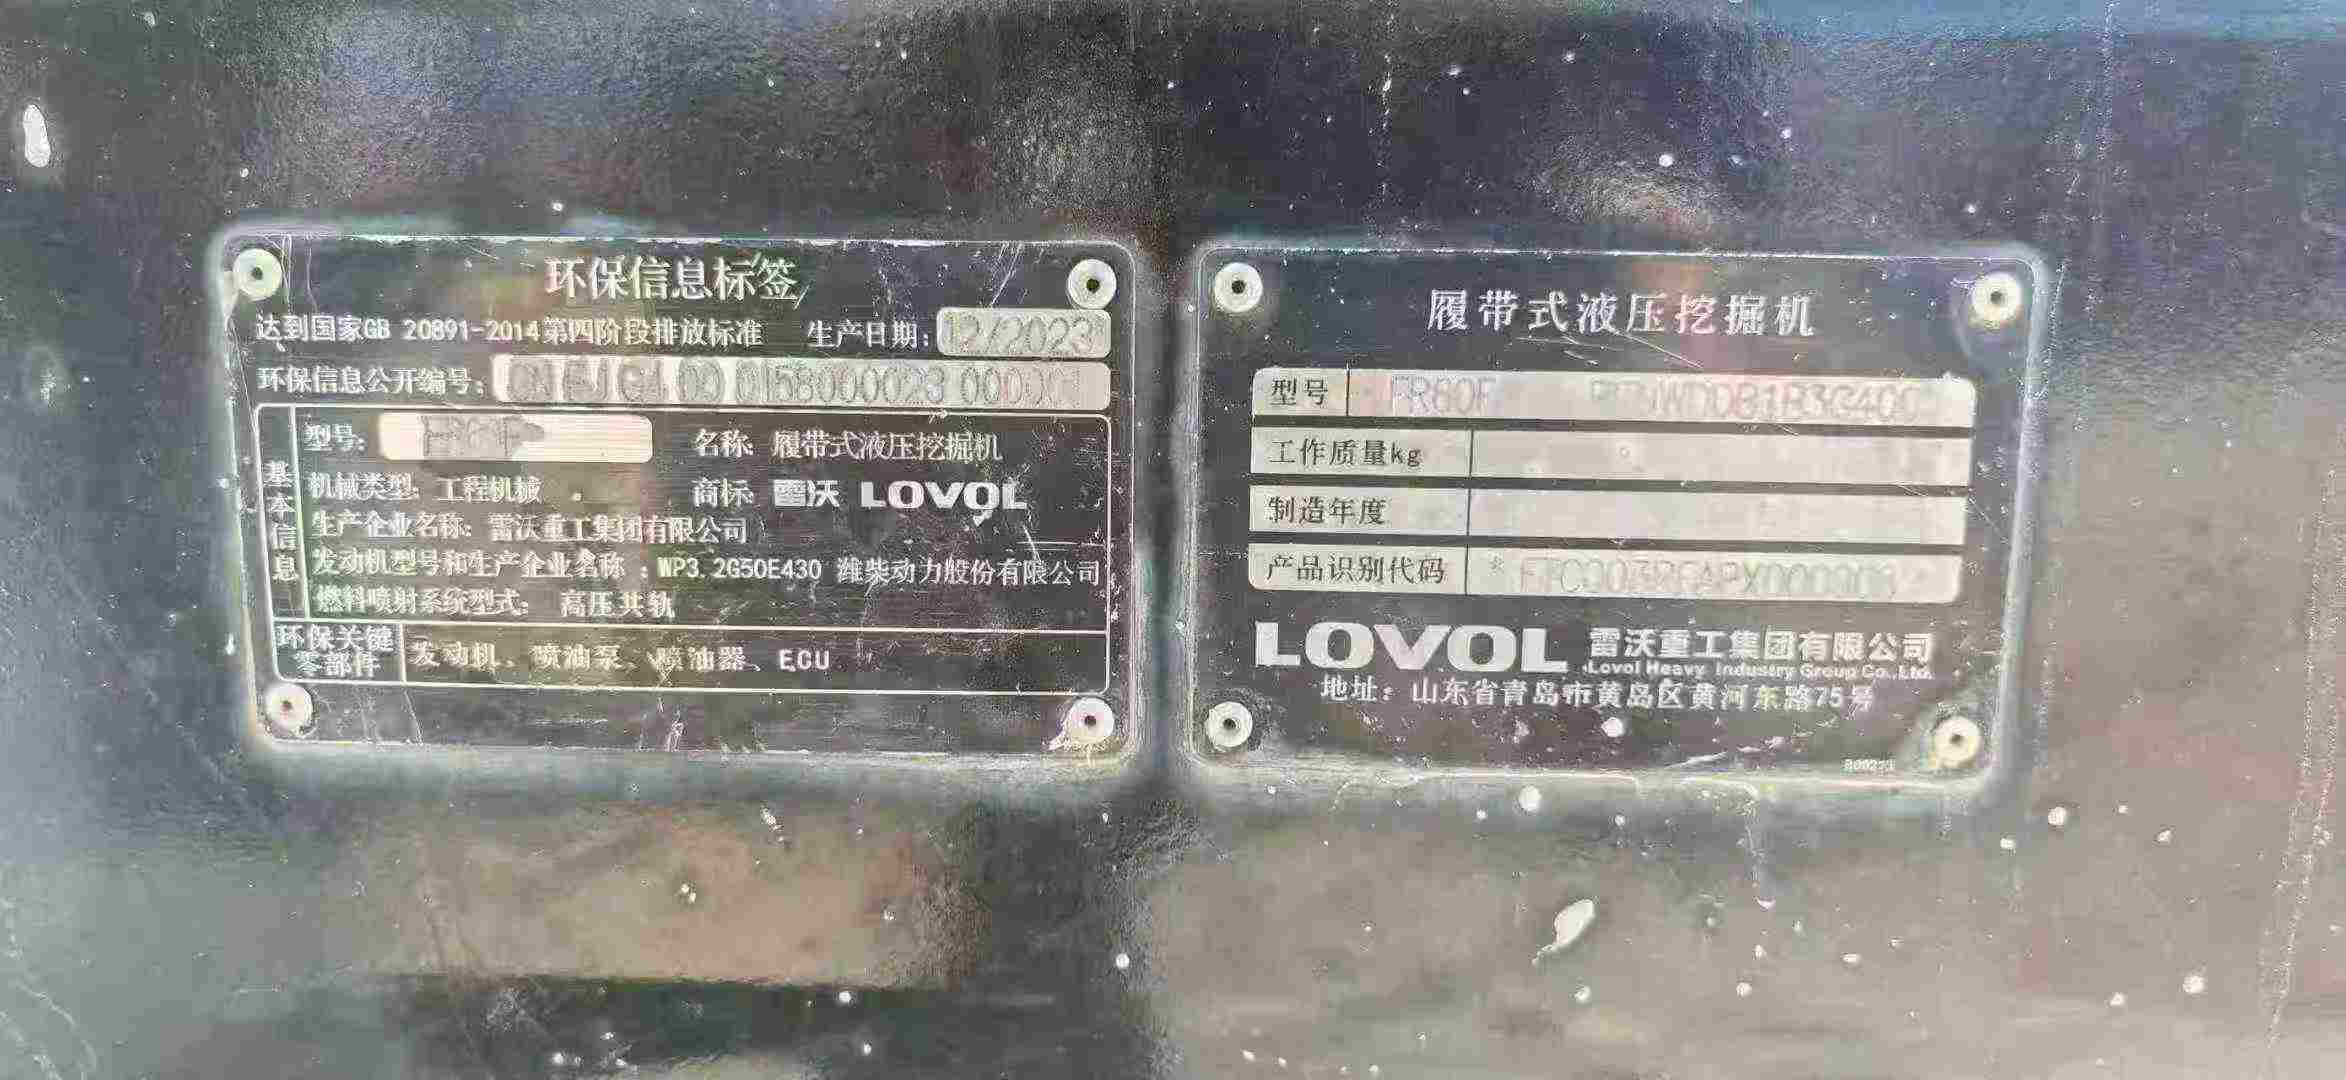 环保信息标签
达到国家GB 20891-2014第四阶段排放标准 生产日期: 12/2023
环保信息公开编号:
基本信息
型号: 名称: 履带式液压挖掘机
机械类型: 工程机械 商标: 雷沃 LOVOL
生产企业名称: 雷沃重工集团有限公司
发动机型号和生产企业名称 : WP3.2G50E430 潍柴动力股份有限公司
燃料喷射系统型式: 高压共轨
环保关键零部件 发动机、喷油泵、喷油器、ECU
履带式液压挖掘机
型号
工作质量kg
制造年度
产品识别代码
LOVOL 雷沃重工集团有限公司
Lovol Heavy Industry Group Co.,Ltd.
地址: 山东省青岛市黄岛区黄河东路75号